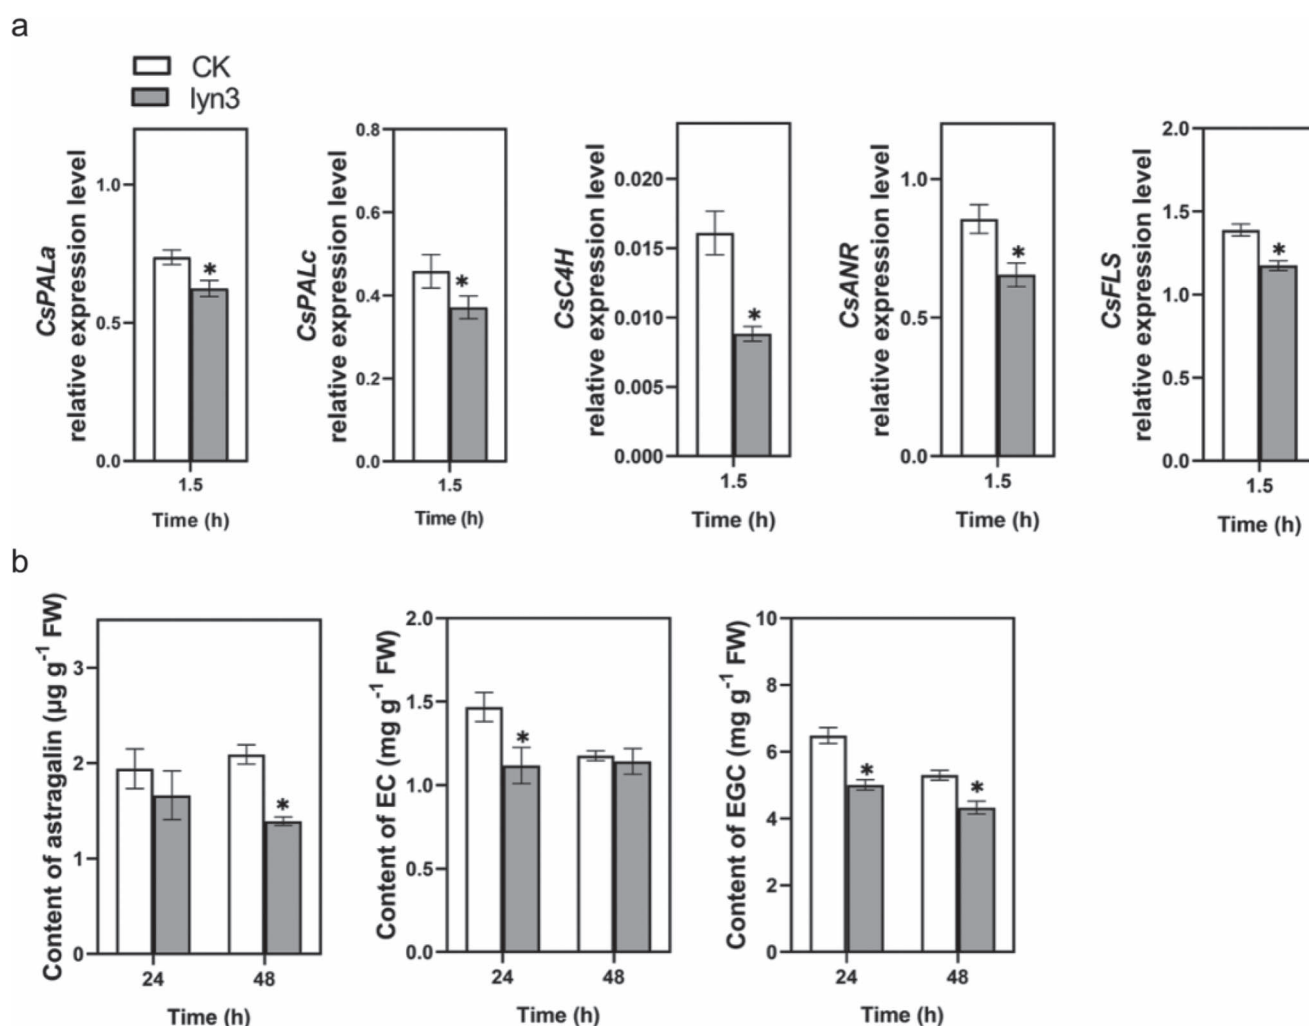 a
CK
lyn3
CsPALa
relative expression level
1.0
0.5
0.0
1.5
Time (h)
CsPALc
relative expression level
0.8
0.6
0.4
0.2
0.0
1.5
Time (h)
CsC4H
relative expression level
0.020
0.015
0.010
0.005
0.000
1.5
Time (h)
CsANR
relative expression level
1.0
0.5
0.0
1.5
Time (h)
CsFLS
relative expression level
2.0
1.5
1.0
0.5
0.0
1.5
Time (h)
*
*
*
*
*
b
Content of astragalin (µg g⁻¹ FW)
3
2
1
0
*
24 48
Time (h)
Content of EC (mg g⁻¹ FW)
2.0
1.5
1.0
0.5
0.0
*
24 48
Time (h)
Content of EGC (mg g⁻¹ FW)
10
8
6
4
2
0
*
*
24 48
Time (h)